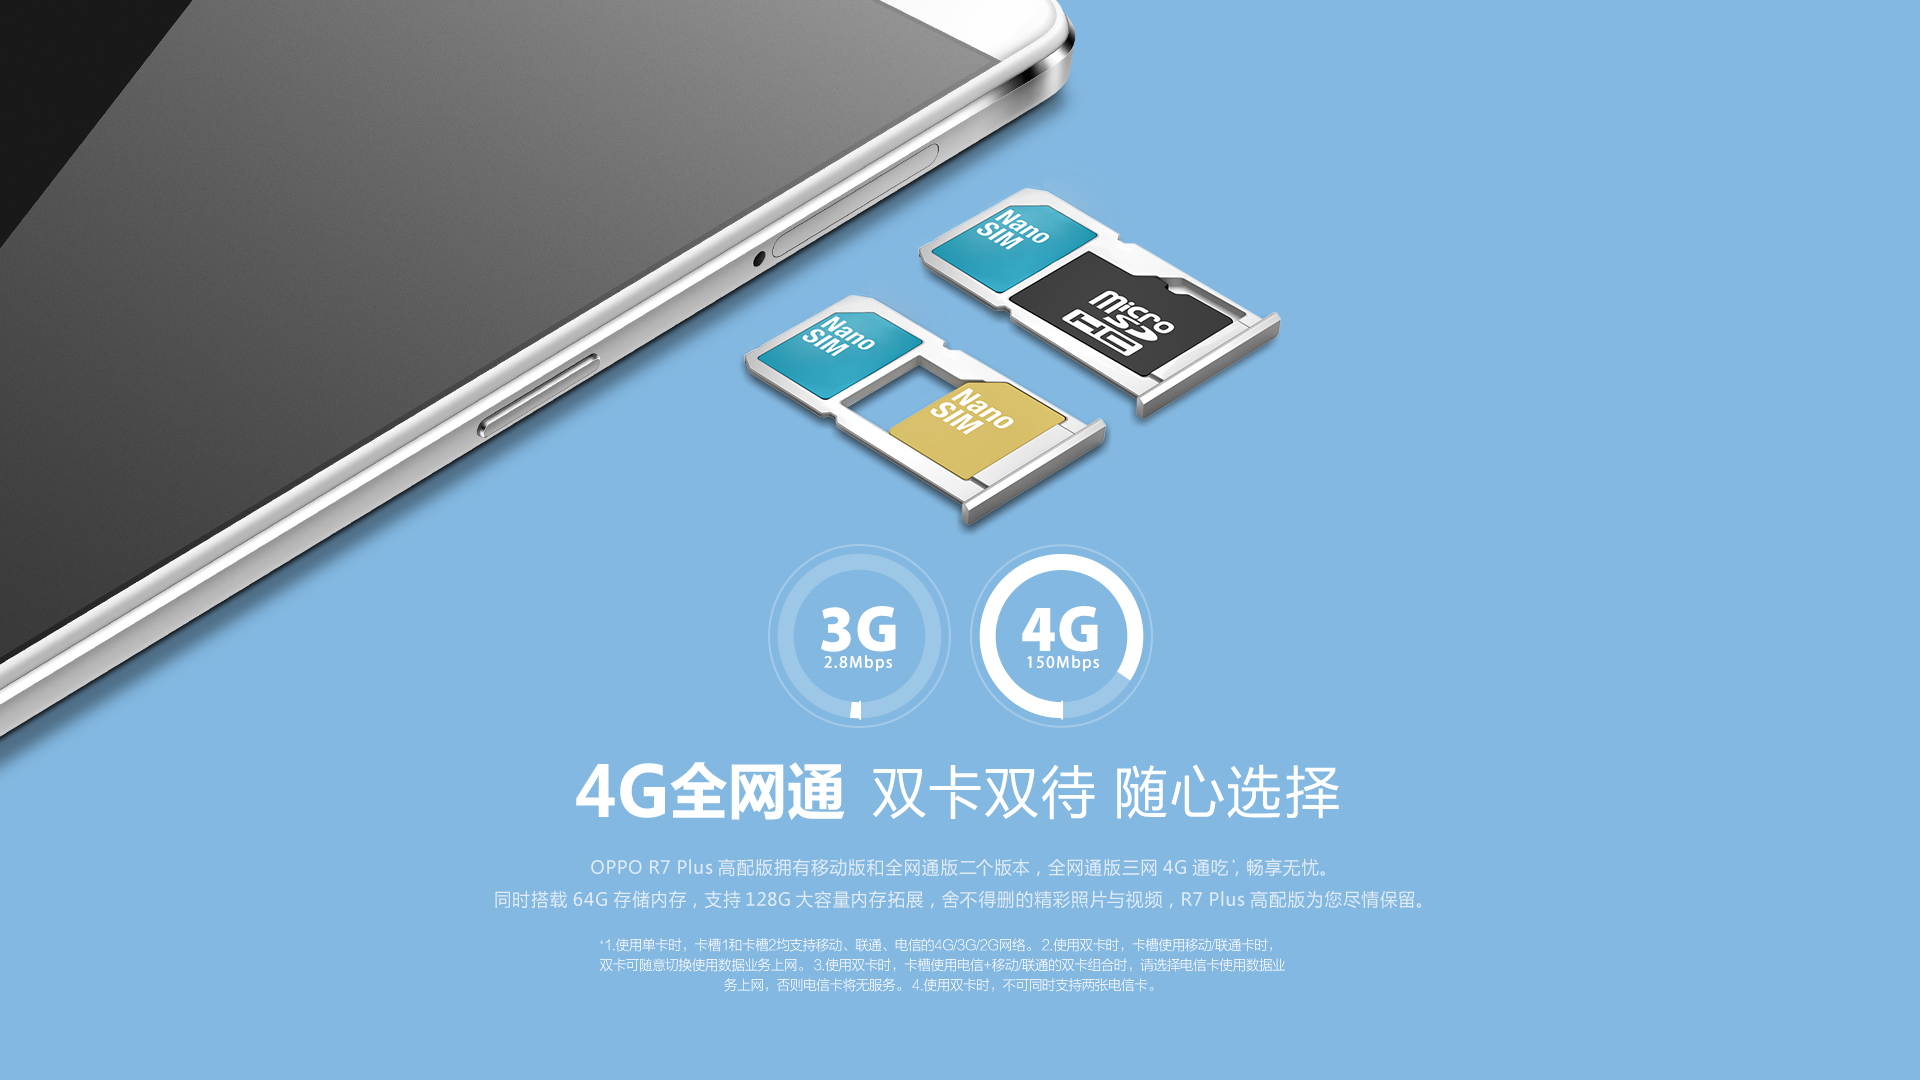 Nano
SIM
micro
SD
HC
Nano
SIM
Nano
SIM
3G
2.8Mbps
4G
150Mbps
4G全网通 双卡双待 随心选择
OPPO R7 Plus 高配版拥有移动版和全网通版二个版本，全网通版三网 4G 通吃*，畅享无忧。
同时搭载 64G 存储内存，支持 128G 大容量内存拓展，舍不得删的精彩照片与视频，R7 Plus 高配版为您尽情保留。
*1.使用单卡时，卡槽1和卡槽2均支持移动、联通、电信的4G/3G/2G网络。2.使用双卡时，卡槽使用移动/联通卡时，
双卡可随意切换使用数据业务上网。3.使用双卡时，卡槽使用电信+移动/联通的双卡组合时，请选择电信卡使用数据业
务上网，否则电信卡将无服务。4.使用双卡时，不可同时支持两张电信卡。